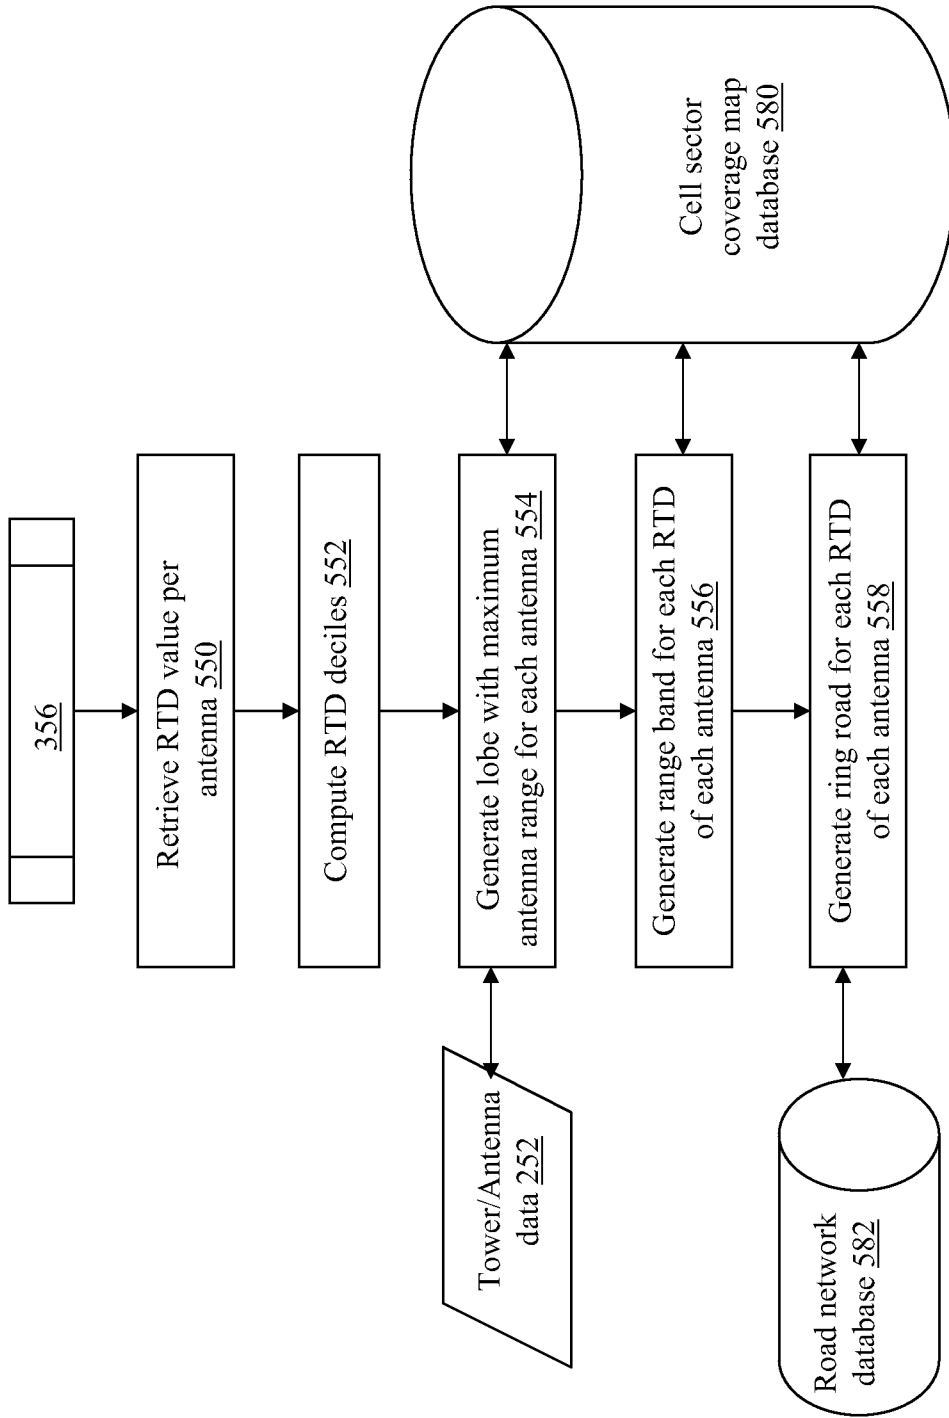 356
Retrieve RTD value per
antenna 550
Compute RTD deciles 552
Tower/Antenna
data 252
Generate lobe with maximum
antenna range for each antenna 554
Cell sector
coverage map
database 580
Generate range band for each RTD
of each antenna 556
Road network
database 582
Generate ring road for each RTD
of each antenna 558